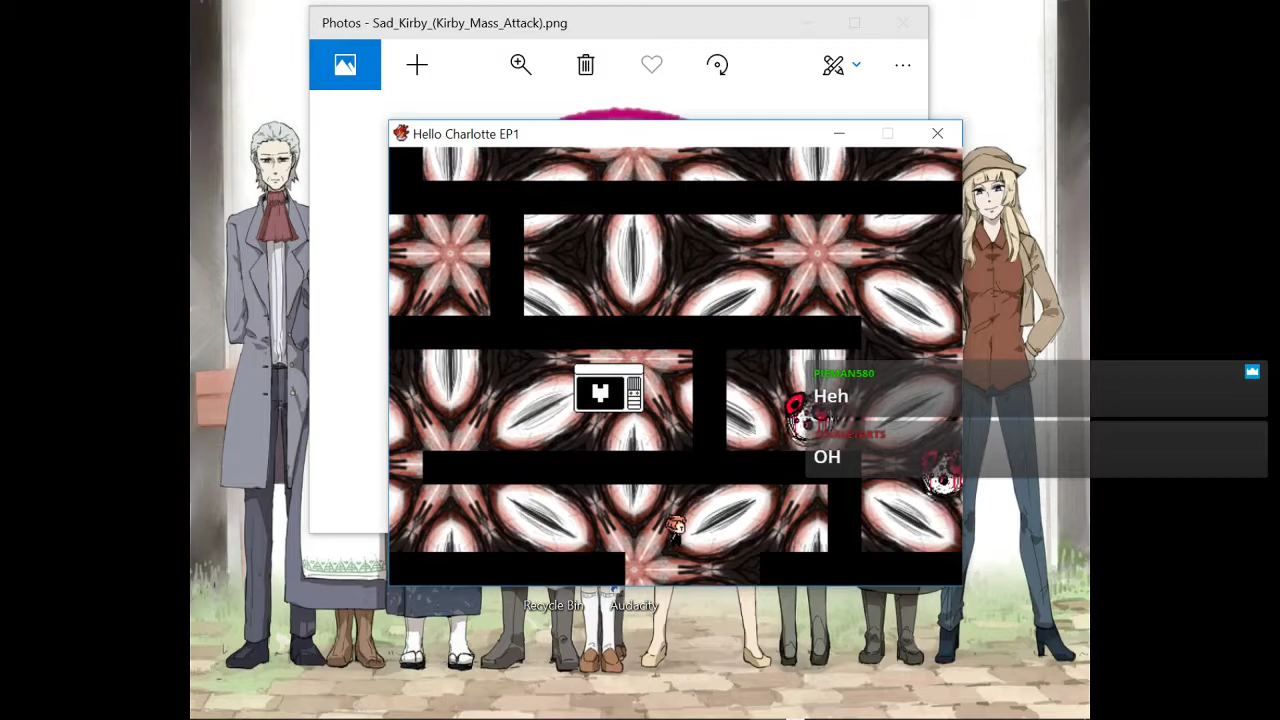 Photos - Sad_Kirby_(Kirby_Mass_Attack).png
Hello Charlotte EP1
PIEMAN580
Heh
OH
Recycle Bin
Audacity